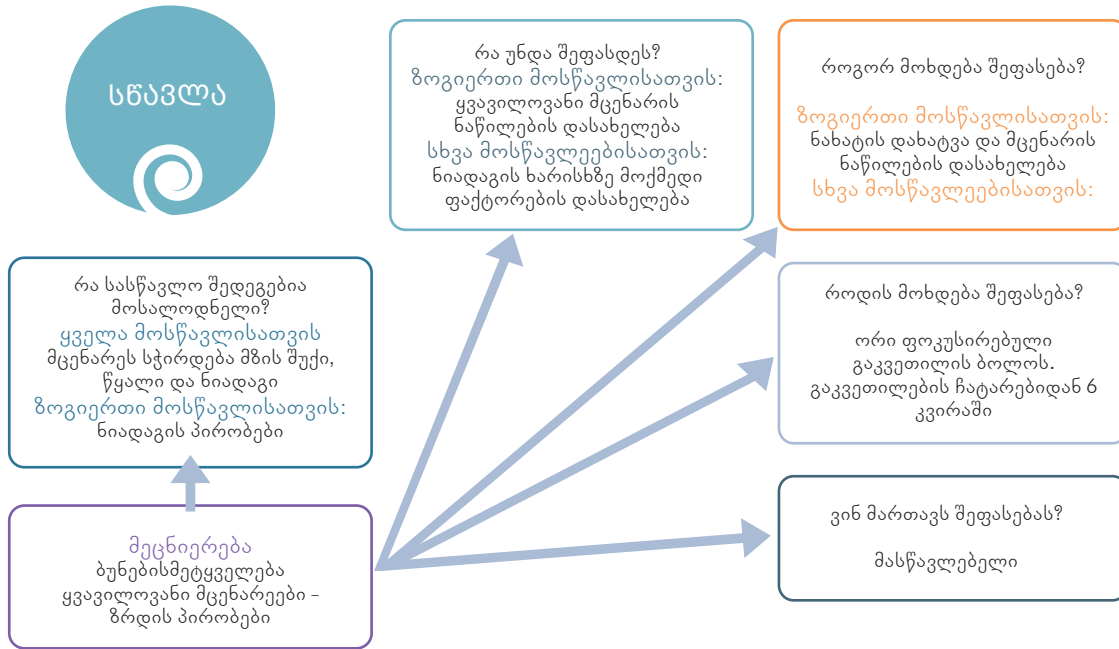 სწავლა
რა უნდა შეფასდეს?
ზოგიერთი მოსწავლისათვის:
ყვავილოვანი მცენარის
ნაწილების დასახელება
სხვა მოსწავლეებისათვის:
ნიადაგის ხარისხზე მოქმედი
ფაქტორების დასახელება
როგორ მოხდება შეფასება?
ზოგიერთი მოსწავლისათვის:
ნახატის დახატვა და მცენარის
ნაწილების დასახელება
სხვა მოსწავლეებისათვის:
რა სასწავლო შედეგებია
მოსალოდნელი?
ყველა მოსწავლისათვის
მცენარეს სჭირდება მზის შუქი,
წყალი და ნიადაგი
ზოგიერთი მოსწავლისათვის:
ნიადაგის პირობები
როდის მოხდება შეფასება?
ორი ფოკუსირებული
გაკვეთილის ბოლოს.
გაკვეთილების ჩატარებიდან 6
კვირაში
მეცნიერება
ბუნებისმეტყველება
ყვავილოვანი მცენარეები –
ზრდის პირობები
ვინ მართავს შეფასებას?
მასწავლებელი